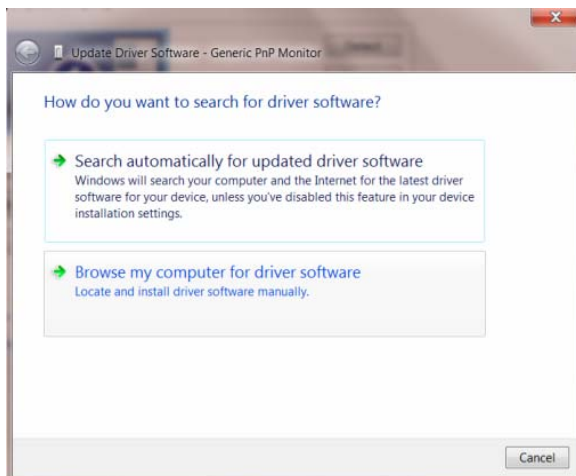 Update Driver Software - Generic PnP Monitor
How do you want to search for driver software?
Search automatically for updated driver software
Windows will search your computer and the Internet for the latest driver
software for your device, unless you've disabled this feature in your device
installation settings.
Browse my computer for driver software
Locate and install driver software manually.
Cancel